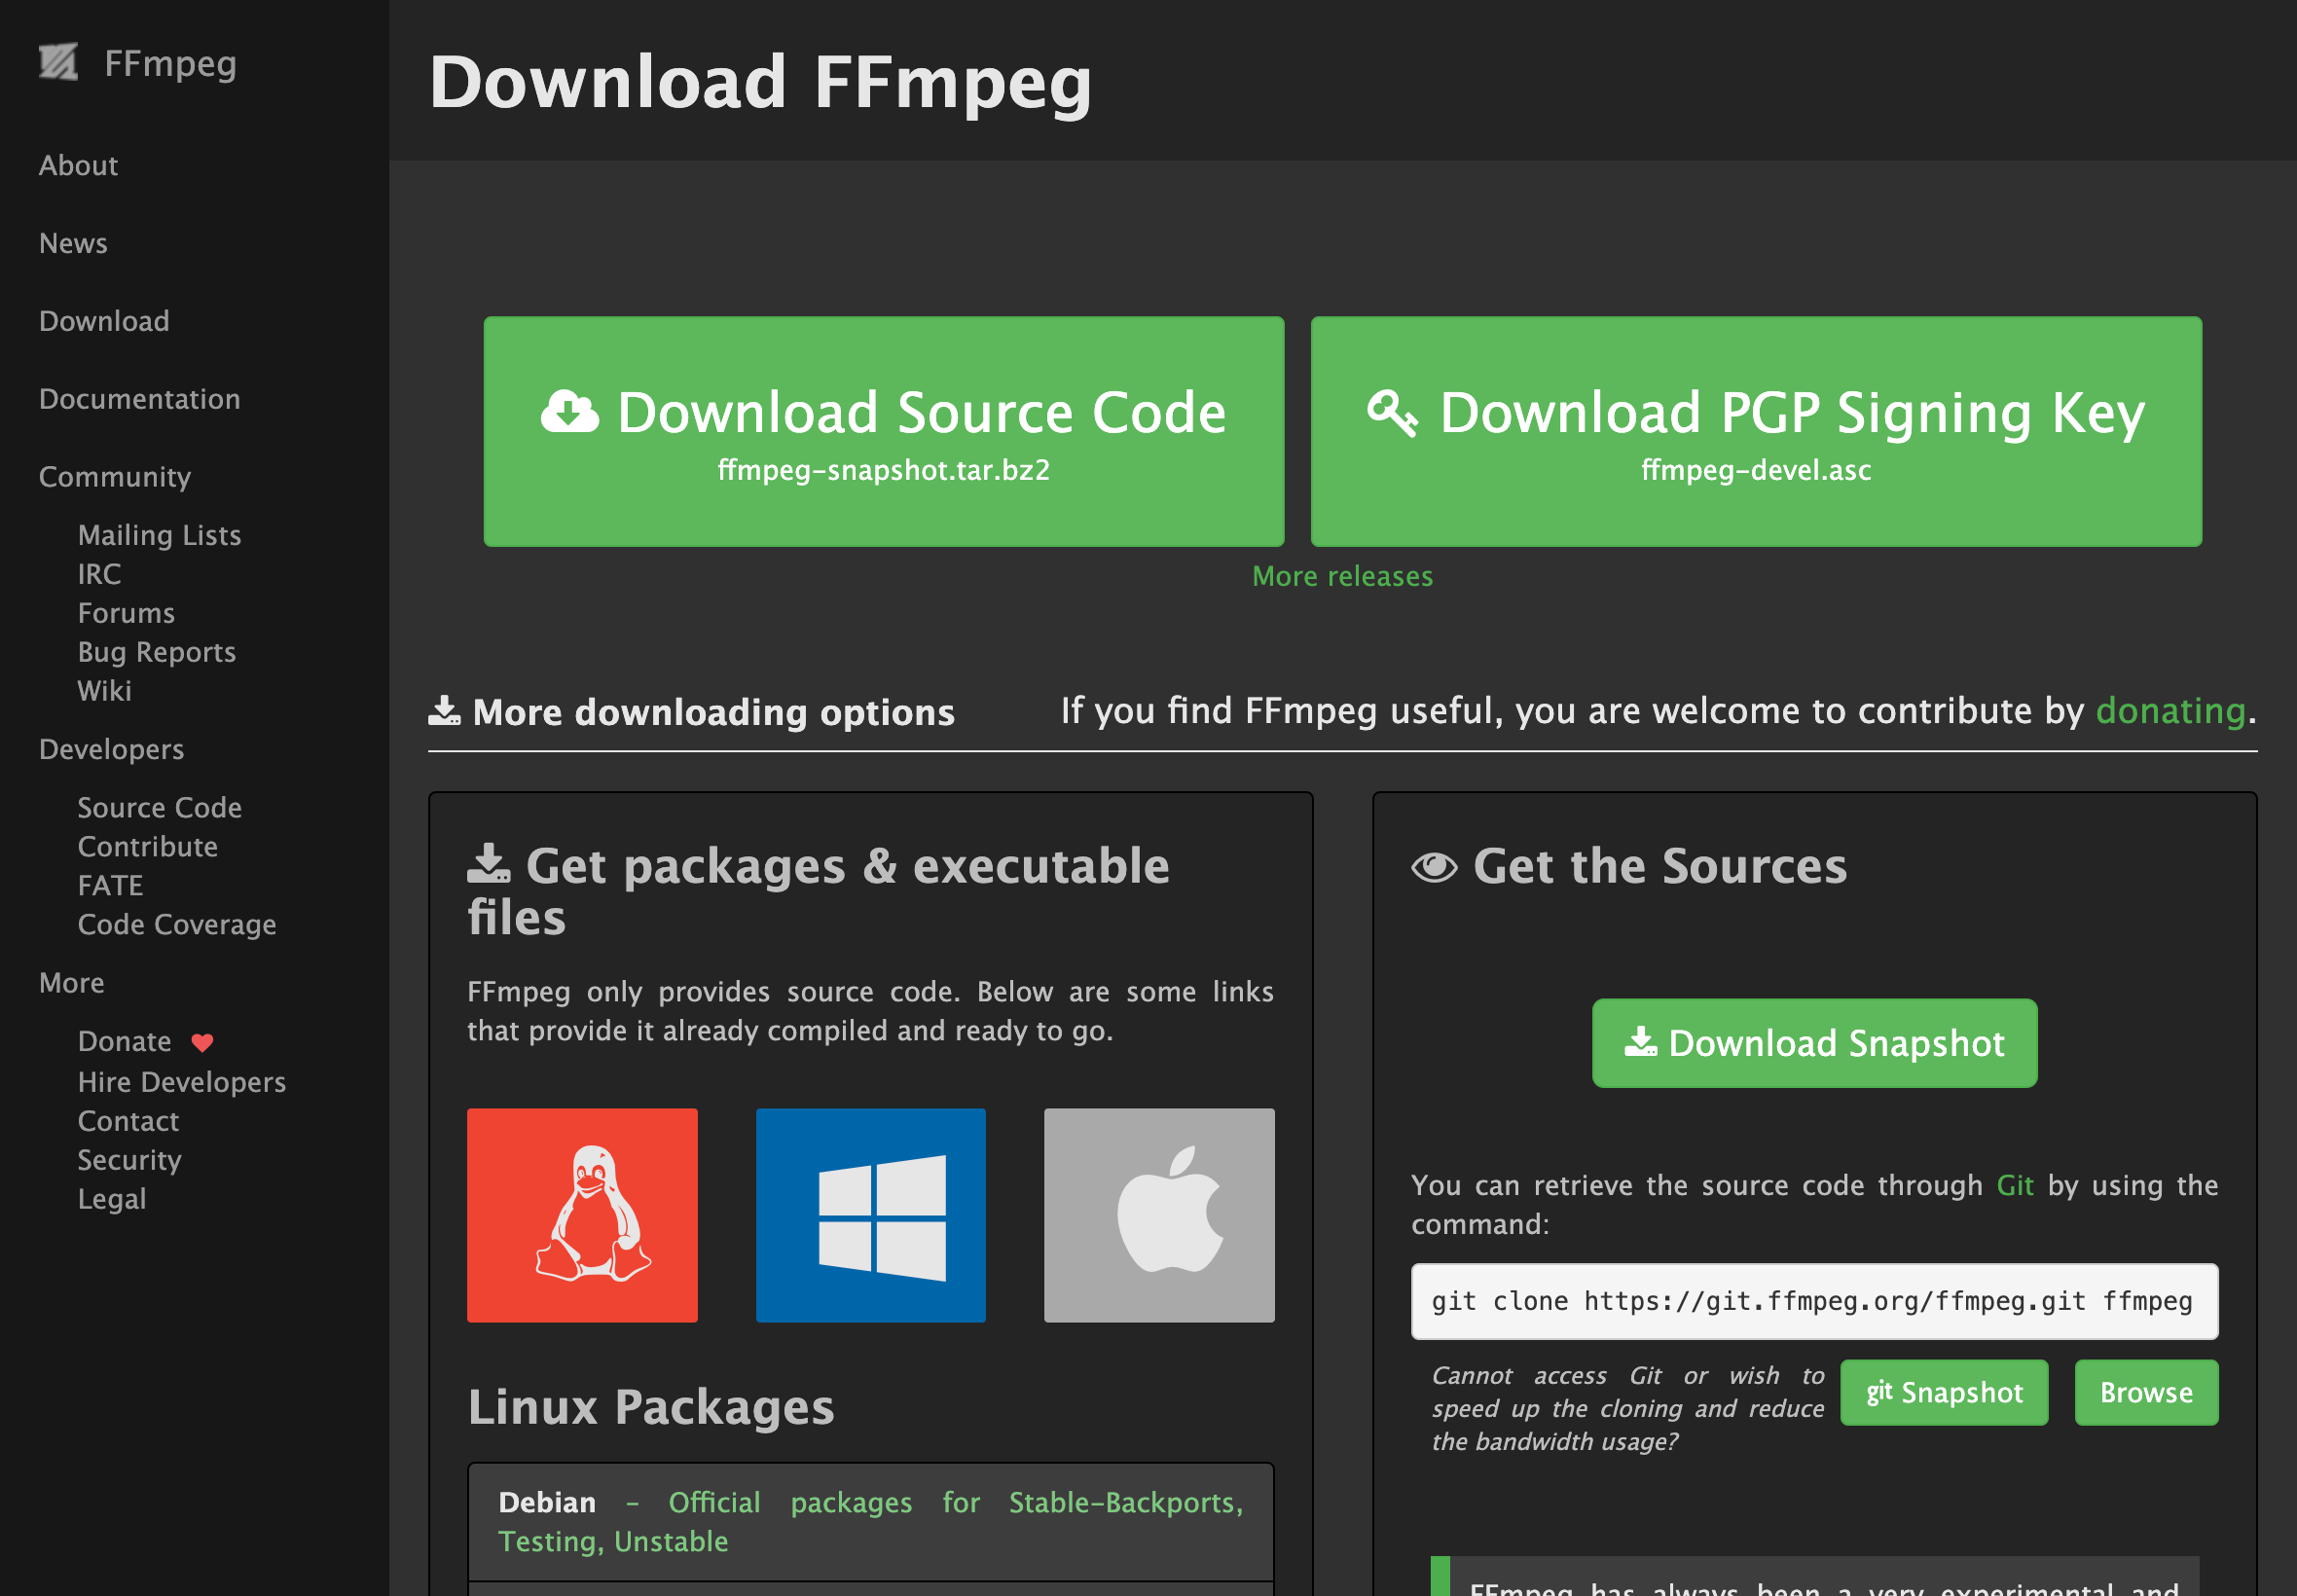 FFmpeg
About
News
Download
Documentation
Community
Mailing Lists
IRC
Forums
Bug Reports
Wiki
Developers
Source Code
Contribute
FATE
Code Coverage
More
Donate
Hire Developers
Contact
Security
Legal
Download FFmpeg
Download Source Code
ffmpeg-snapshot.tar.bz2
Download PGP Signing Key
ffmpeg-devel.asc
More releases
More downloading options
If you find FFmpeg useful, you are welcome to contribute by donating.
Get packages & executable
files
FFmpeg only provides source code. Below are some links
that provide it already compiled and ready to go.
Linux Packages
Debian - Official packages for Stable-Backports,
Testing, Unstable
Get the Sources
Download Snapshot
You can retrieve the source code through Git by using the
command:
git clone https://git.ffmpeg.org/ffmpeg.git ffmpeg
Cannot access Git or wish to
speed up the cloning and reduce
the bandwidth usage?
git Snapshot
Browse
FFmpeg has always been a very experimental and